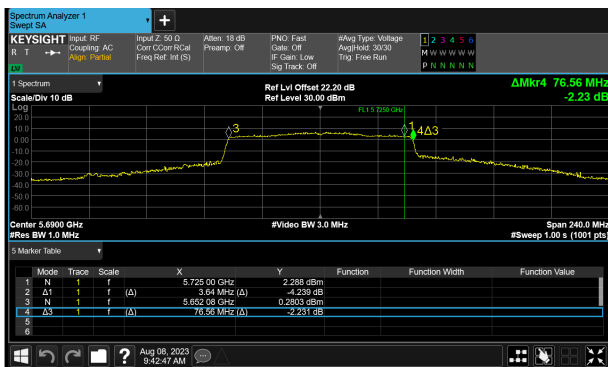 Spectrum Analyzer 1
Swept SA
KEYSIGHT Input: RF Input Z: 50 Ω Atten: 18 dB PNO: Fast #Avg Type: Voltage 1 2 3 4 5 6
R T Coupling: AC Corr CCorr RCal Preamp: Off Gate: Off Avg|Hold: 30/30 M W W W W W
Align: Partial Freq Ref: Int (S) IF Gain: Low Trig: Free Run
Sig Track: Off P N N N N N
1 Spectrum Ref Lvl Offset 22.20 dB ΔMkr4 76.56 MHz
Scale/Div 10 dB Ref Level 30.00 dBm -2.23 dB
Log FL1 5.7250 GHz
20.0
10.0
0.00
-10.0
-20.0
-30.0
-40.0
-50.0
-60.0
3
1
4Δ3
Center 5.6900 GHz #Video BW 3.0 MHz Span 240.0 MHz
#Res BW 1.0 MHz #Sweep 1.00 s (1001 pts)
5 Marker Table
Mode Trace Scale X Y Function Function Width Function Value
1 N 1 f 5.725 00 GHz 2.288 dBm
2 Δ1 1 f (Δ) 3.64 MHz (Δ) -4.239 dB
3 N 1 f 5.652 08 GHz 0.2803 dBm
4 Δ3 1 f (Δ) 76.56 MHz (Δ) -2.231 dB
5
6
? Aug 08, 2023
9:42:47 AM